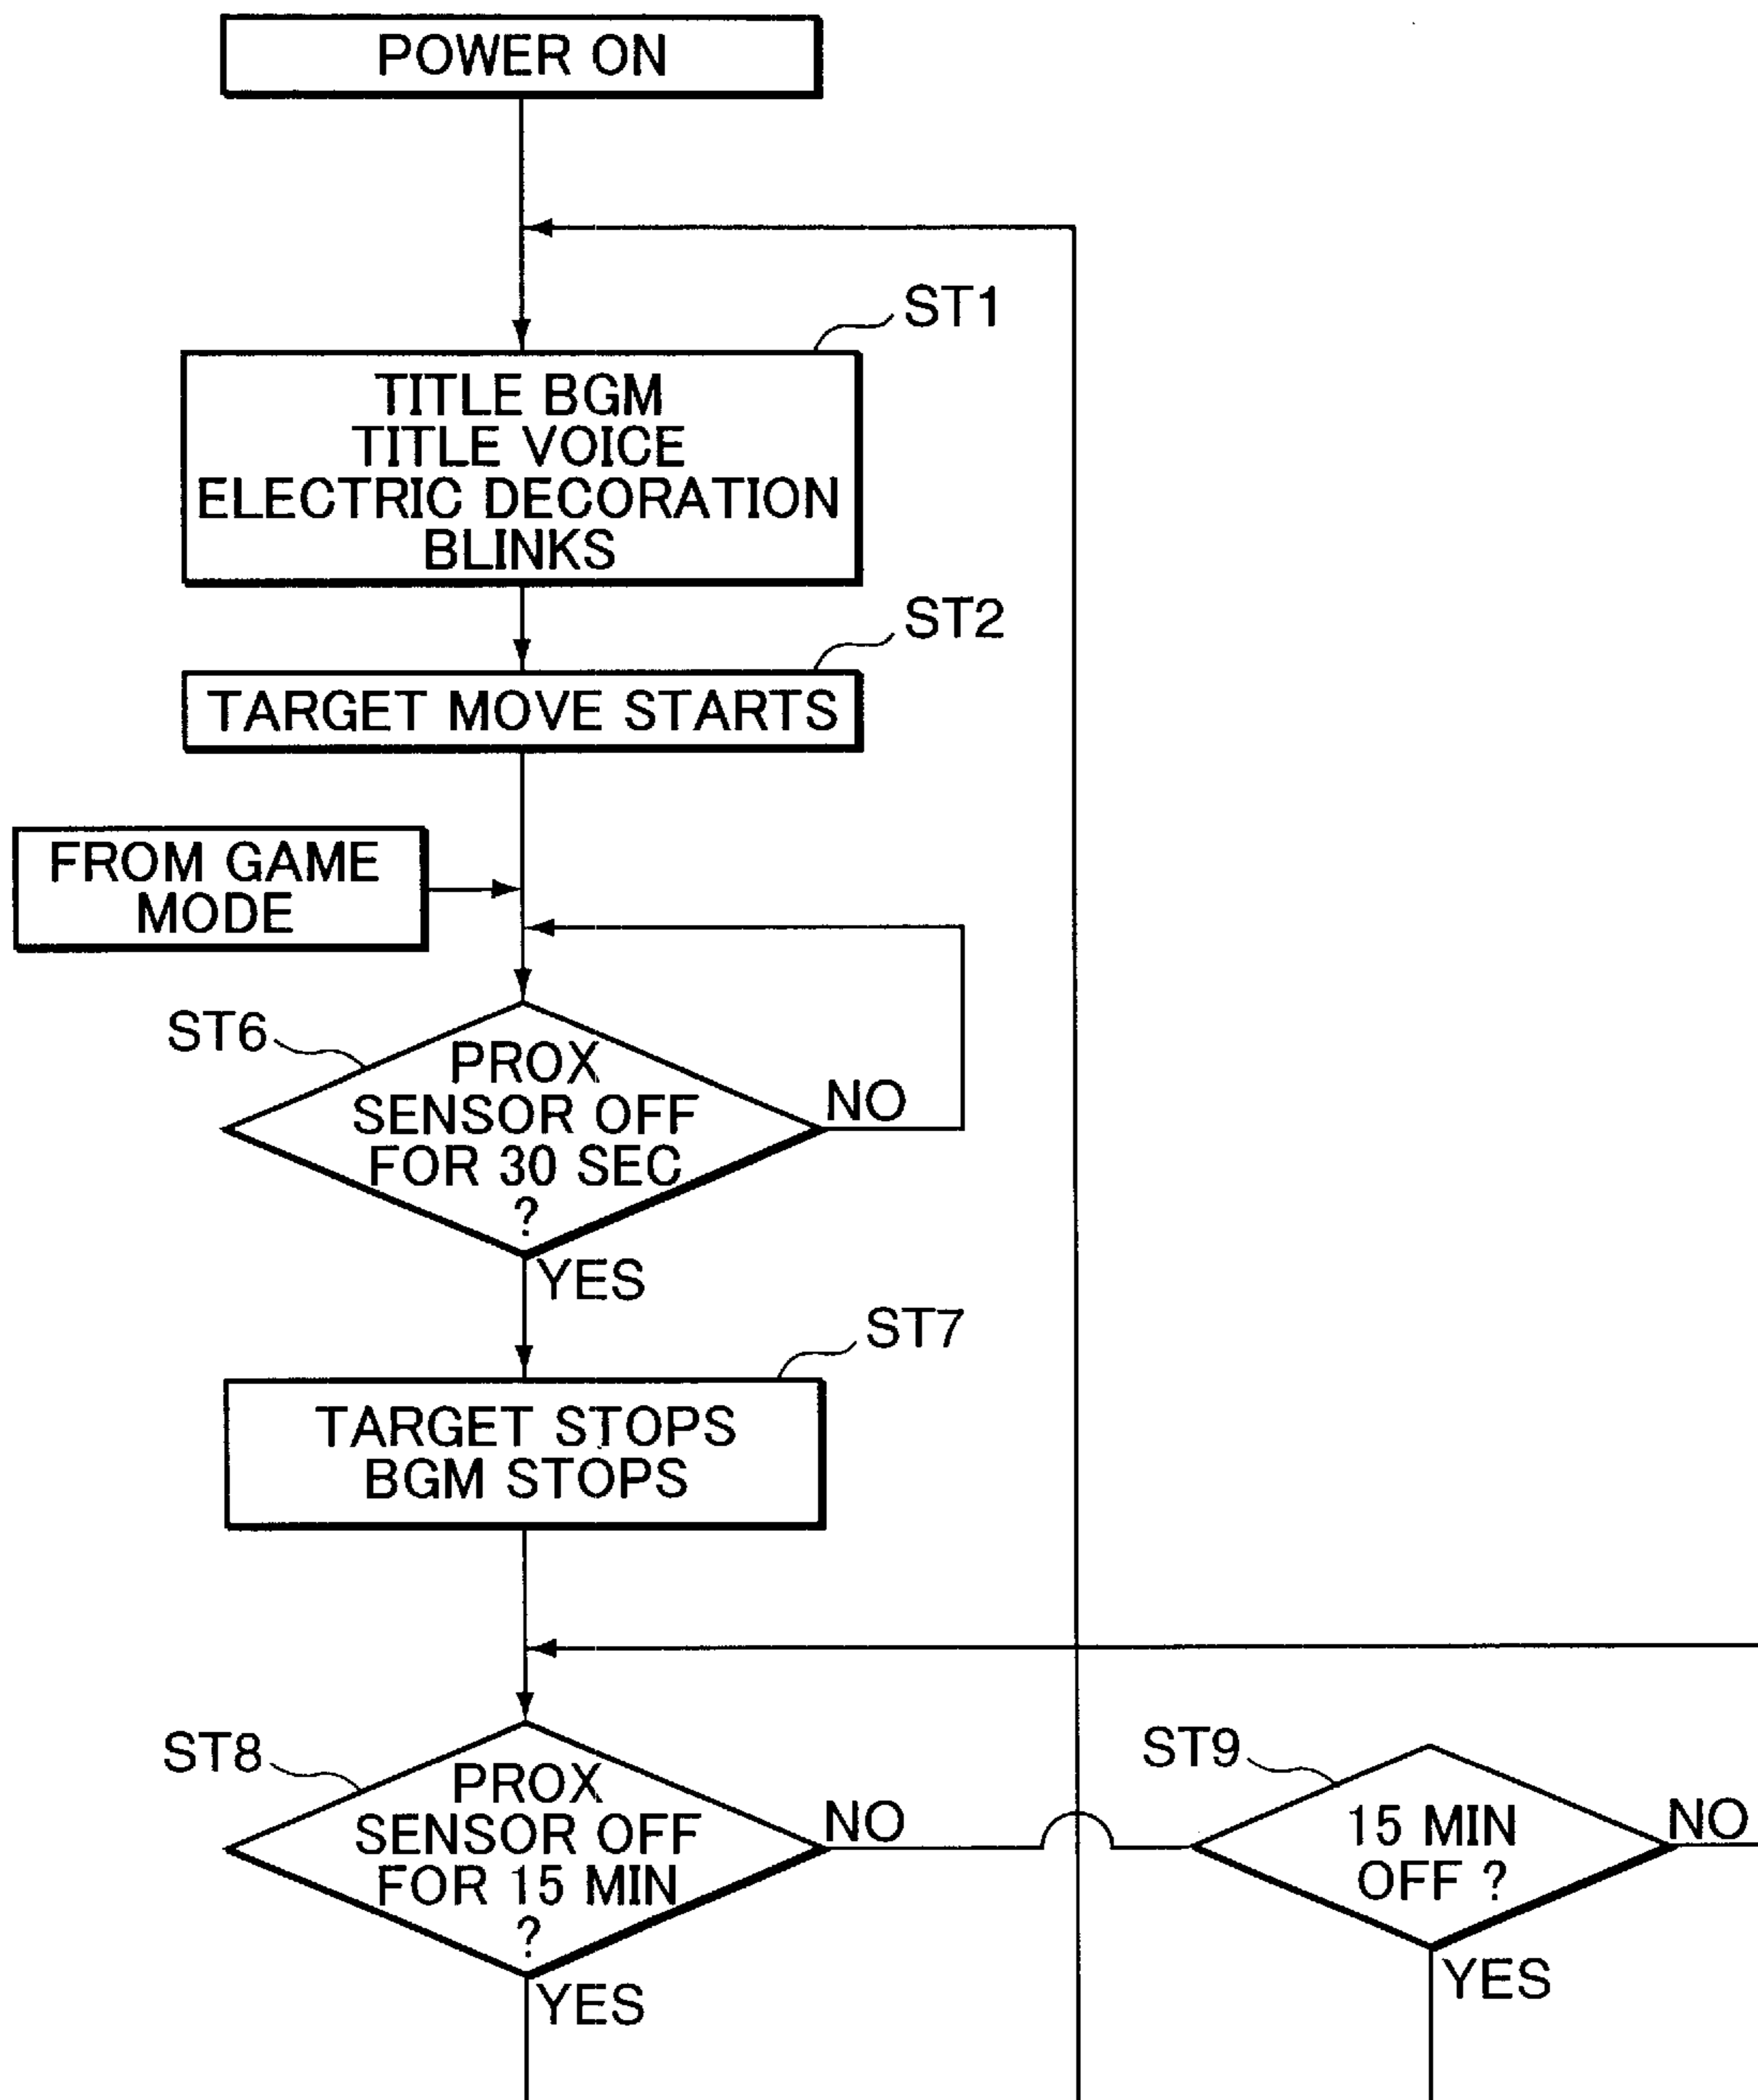 POWER ON
ST1
TITLE BGM
TITLE VOICE
ELECTRIC DECORATION
BLINKS
ST2
TARGET MOVE STARTS
FROM GAME
MODE
ST6
PROX
SENSOR OFF
FOR 30 SEC
?
NO
YES
ST7
TARGET STOPS
BGM STOPS
ST8
PROX
SENSOR OFF
FOR 15 MIN
?
NO
YES
ST9
15 MIN
OFF ?
NO
YES